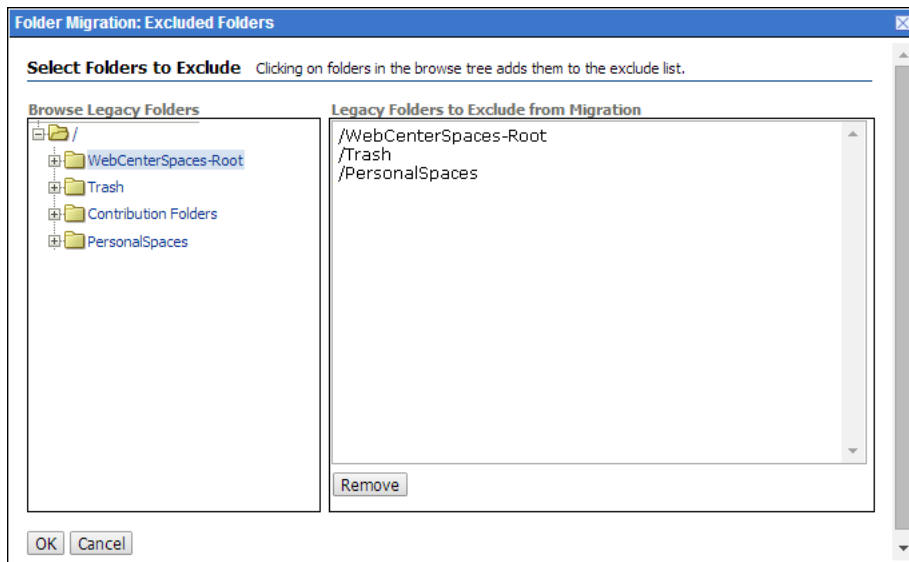 Folder Migration: Excluded Folders
Select Folders to Exclude Clicking on folders in the browse tree adds them to the exclude list.
Browse Legacy Folders
/
WebCenterSpaces-Root
Trash
Contribution Folders
PersonalSpaces
Legacy Folders to Exclude from Migration
/WebCenterSpaces-Root
/Trash
/PersonalSpaces
Remove
OK Cancel